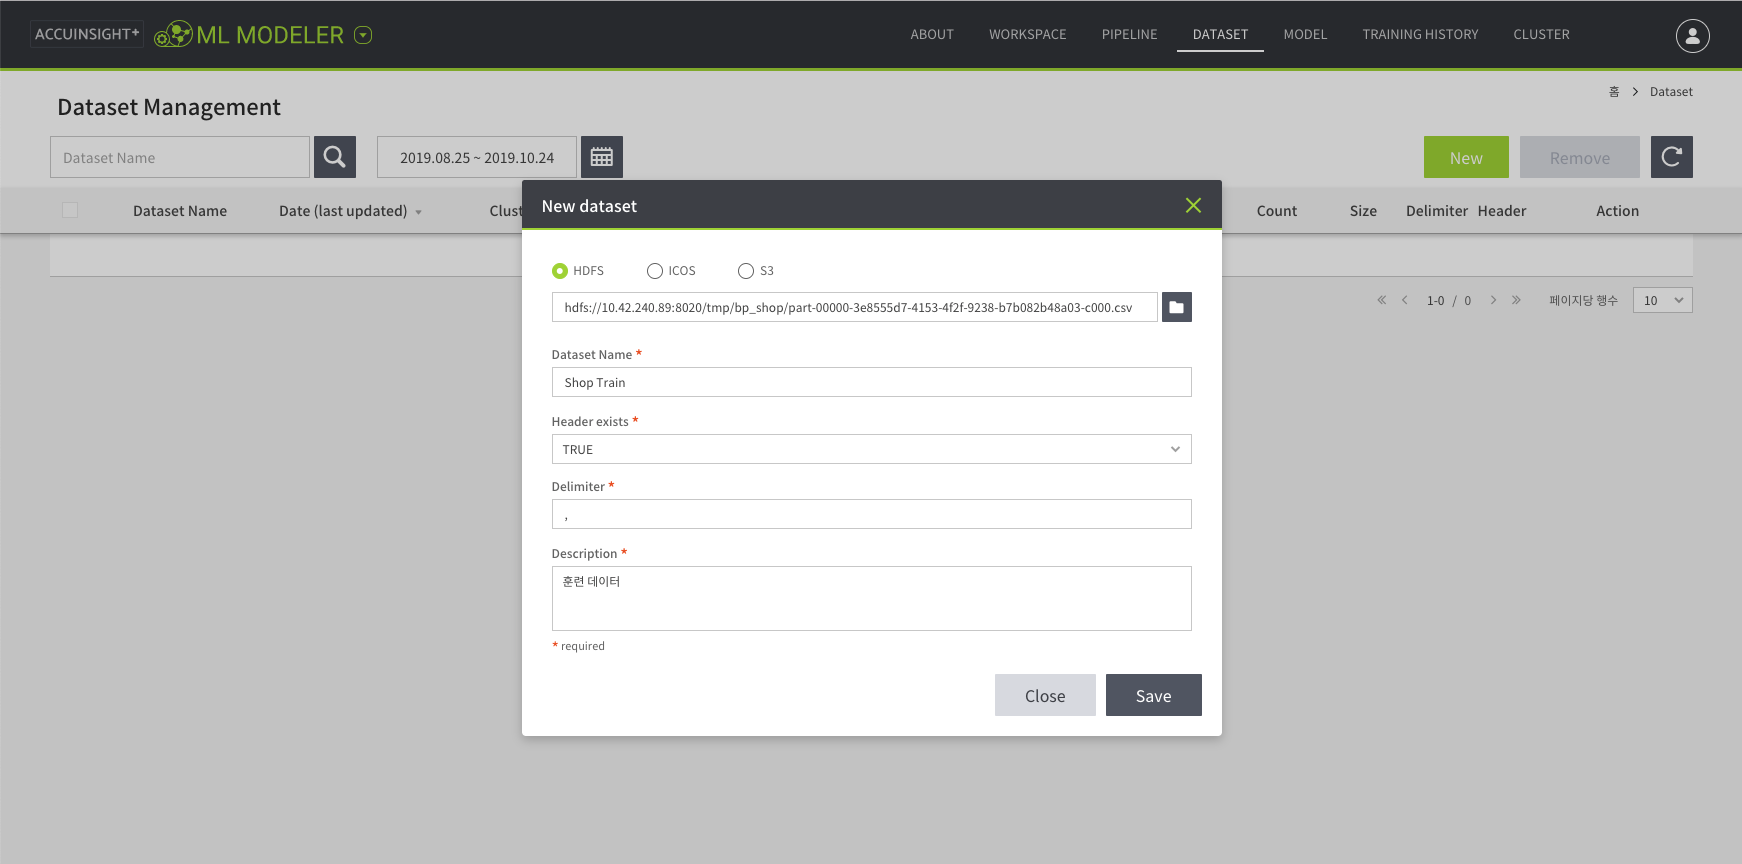 ACCUINSIGHT+ ML MODELER ABOUT WORKSPACE PIPELINE DATASET MODEL TRAINING HISTORY CLUSTER
홈 > Dataset
Dataset Management
Dataset Name 2019.08.25 ~ 2019.10.24 New Remove
Dataset Name Date (last updated) Clust Count Size Delimiter Header Action
1-0 / 0 페이지당 행수 10
New dataset
HDFS ICOS S3
hdfs://10.42.240.89:8020/tmp/bp_shop/part-00000-3e8555d7-4153-4f2f-9238-b7b082b48a03-c000.csv
Dataset Name *
Shop Train
Header exists *
TRUE
Delimiter *
,
Description *
훈련 데이터
* required
Close Save